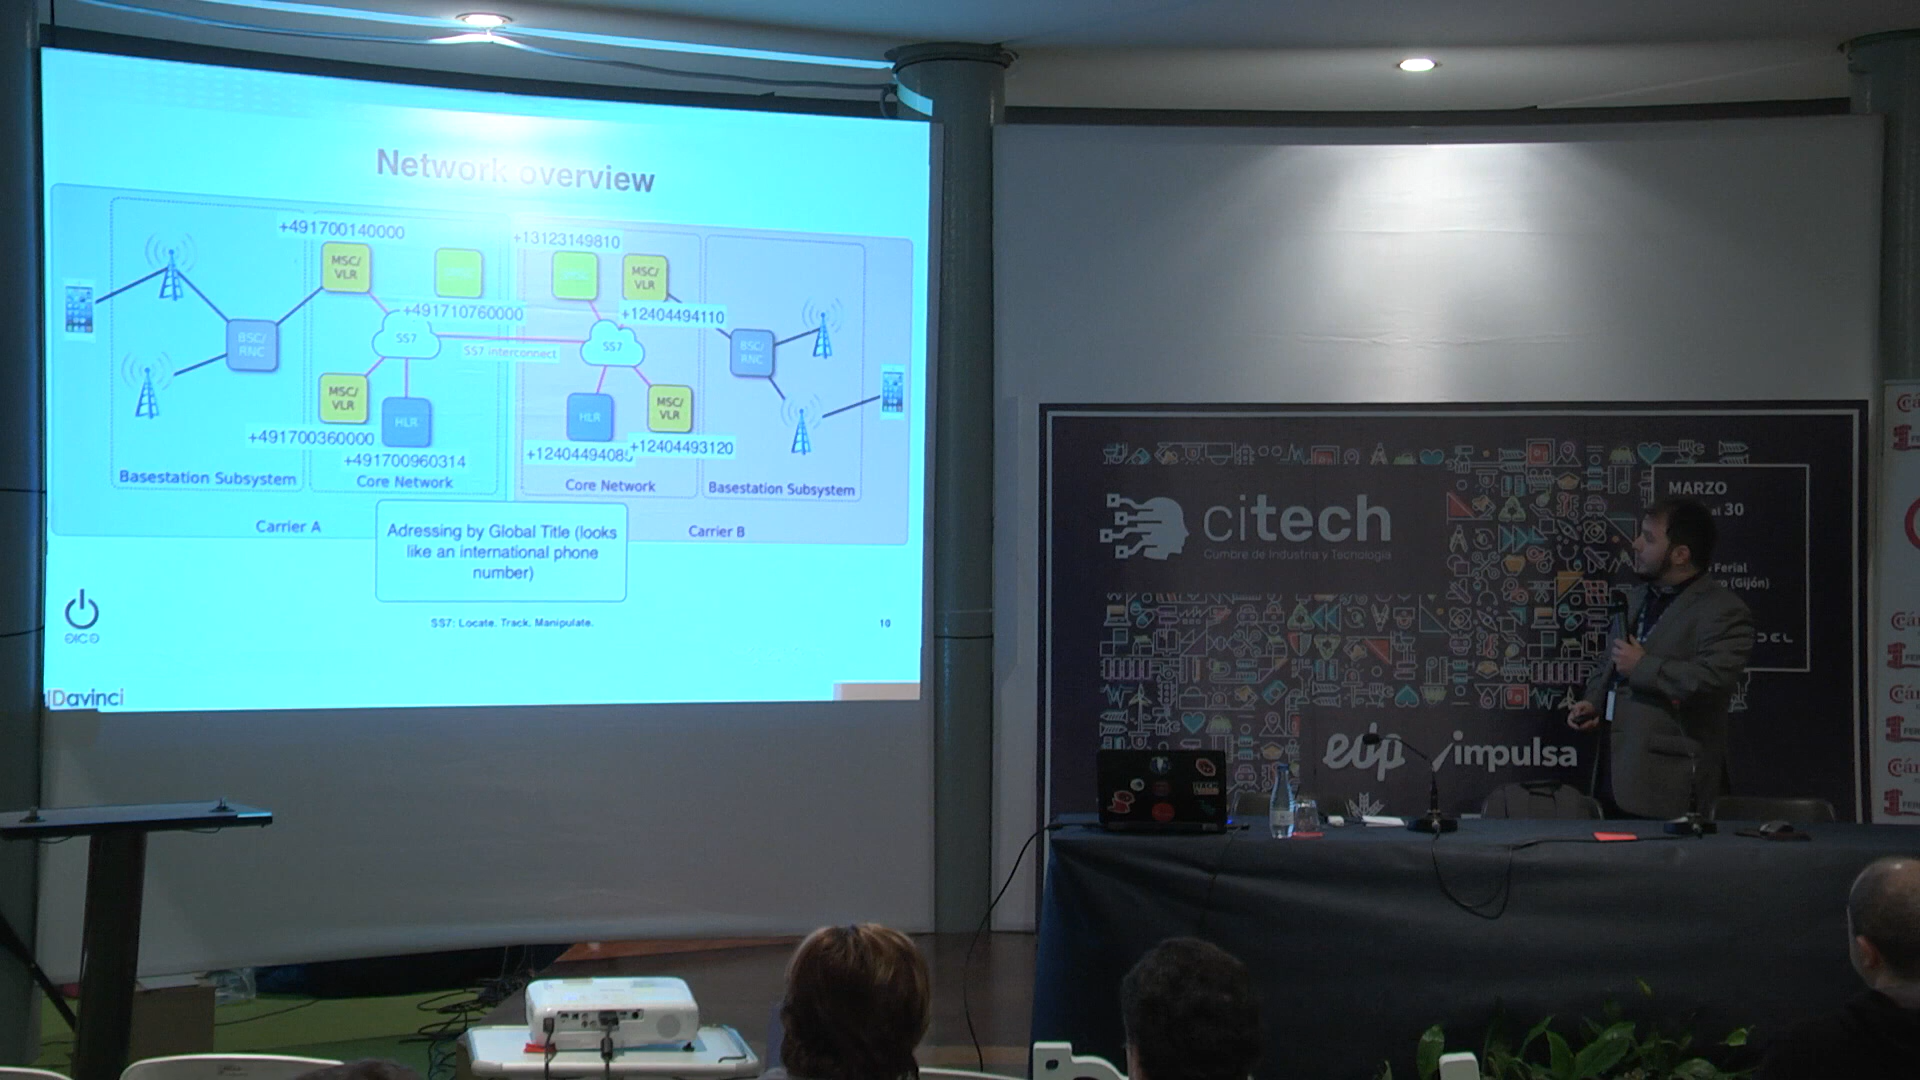 Network overview
+491700140000
+13123149810
MSC/
VLR
MSC/
VLR
+491710760000
+12404494110
SS7
SS7
SS7 interconnect
BSC/
RNC
BSC/
RNC
MSC/
VLR
HLR
HLR
MSC/
VLR
+491700360000
+491700960314
+12404493120
Basestation Subsystem
Core Network
Core Network
Basestation Subsystem
Carrier A
Carrier B
Adressing by Global Title (looks
like an international phone
number)
SS7: Locate. Track. Manipulate.
10
Davinci
citech
Cumbre de Industria y Tecnología
MARZO
al 30
Ferial
(Gijón)
impulsa